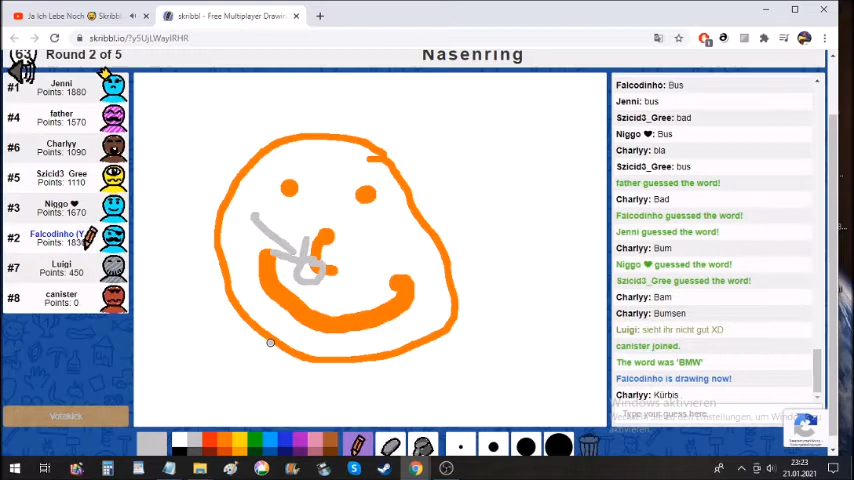 Ja Ich Lebe Noch 😂 Skribbl
skribbl - Free Multiplayer Drawin
skribbl.io/?y5UjLWayIRHR
63
Round 2 of 5
Nasenring
#1
Jenni
Points: 1880
#4
father
Points: 1570
#6
Charlyy
Points: 1090
#5
Szicid3_Gree
Points: 1110
#3
Niggo ❤
Points: 1670
#2
Falcodinho (Y
Points: 1830
#7
Luigi
Points: 450
#8
canister
Points: 0
Votekick
Falcodinho: Bus
Jenni: bus
Szicid3_Gree: bad
Niggo ❤: Bus
Charlyy: bla
Szicid3_Gree: bus
father guessed the word!
Charlyy: Bad
Falcodinho guessed the word!
Jenni guessed the word!
Charlyy: Bum
Niggo ❤ guessed the word!
Szicid3_Gree guessed the word!
Charlyy: Bam
Charlyy: Bumsen
Luigi: sieht ihr nicht gut XD
canister joined.
The word was 'BMW'
Falcodinho is drawing now!
Charlyy: Kürbis
Windows aktivieren
Type your guess here...
den Einstellungen, um Windows
aktivieren.
23:23
21.01.2021